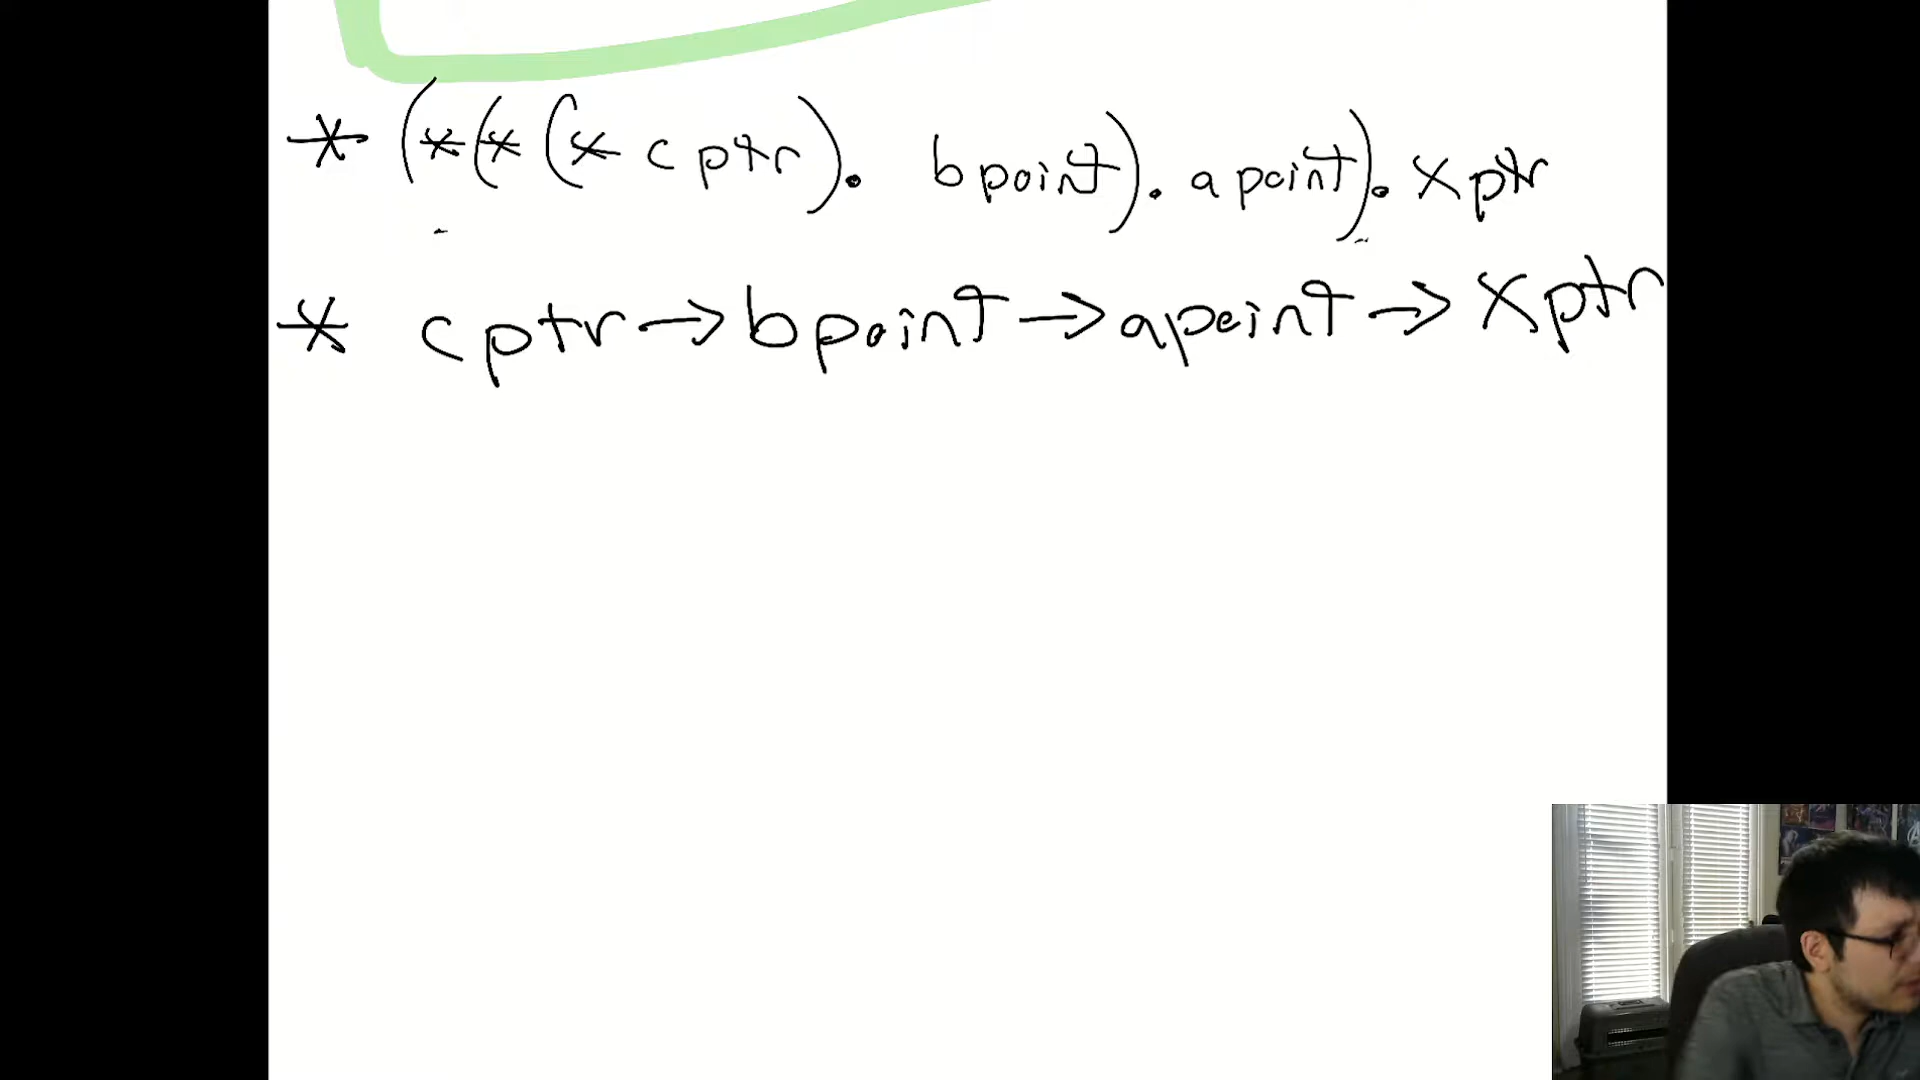 * (*(*(* cptr). bpoint). apoint). xptr
* cptr→bpoint→apoint→xptr